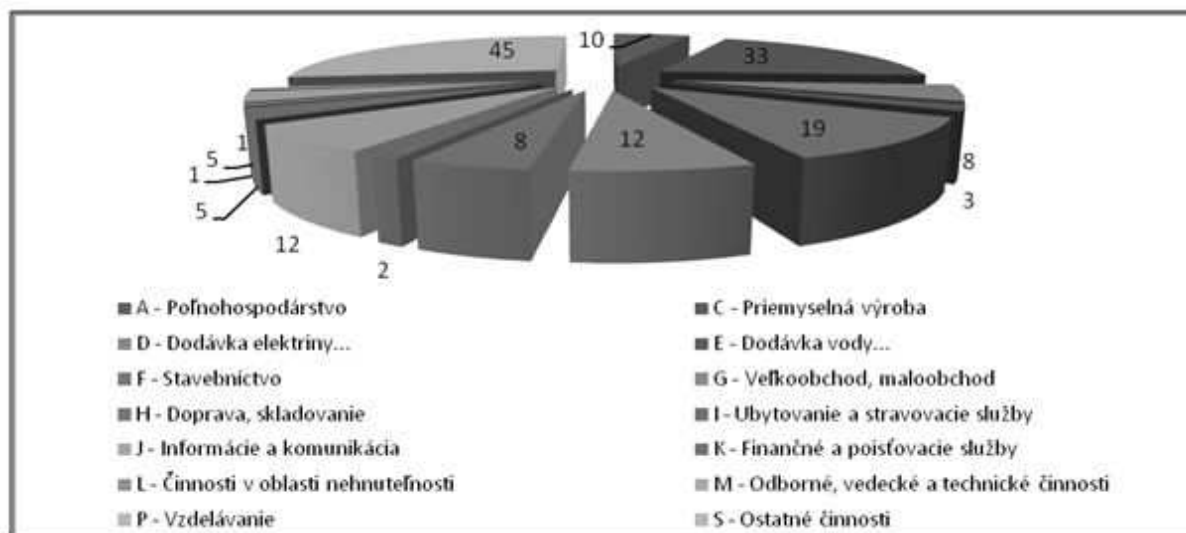 45
10
33
1
5
1
5
12
2
8
12
19
8
3
A - Poľnohospodárstvo
C - Priemyselná výroba
D - Dodávka elektriny...
E - Dodávka vody...
F - Stavebníctvo
G - Veľkoobchod, maloobchod
H - Doprava, skladovanie
I - Ubytovanie a stravovacie služby
J - Informácie a komunikácia
K - Finančné a poisťovacie služby
L - Činnosti v oblasti nehnuteľnosti
M - Odborné, vedecké a technické činnosti
P - Vzdelávanie
S - Ostatné činnosti